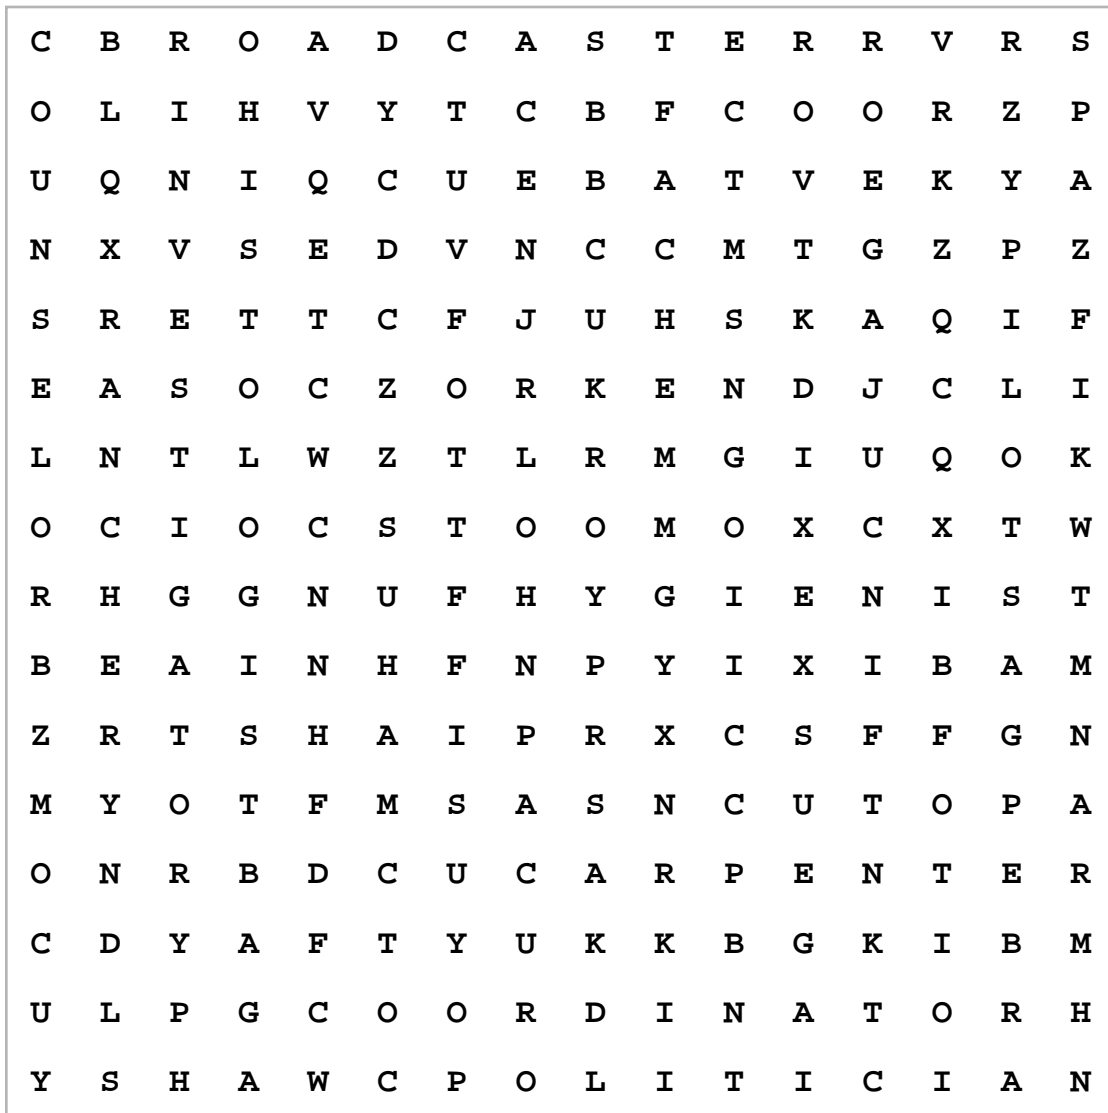 C B R O A D C A S T E R R V R S
O L I H V Y T C B F C O O R Z P
U Q N I Q C U E B A T V E K Y A
N X V S E D V N C C M T G Z P Z
S R E T T C F J U H S K A Q I F
E A S O C Z O R K E N D J C L I
L N T L W Z T L R M G I U Q O K
O C I O C S T O O M O X C X T W
R H G G N U F H Y G I E N I S T
B E A I N H F N P Y I X I B A M
Z R T S H A I P R X C S F F G N
M Y O T F M S A S N C U T O P A
O N R B D C U C A R P E N T E R
C D Y A F T Y U K K B G K I B M
U L P G C O O R D I N A T O R H
Y S H A W C P O L I T I C I A N